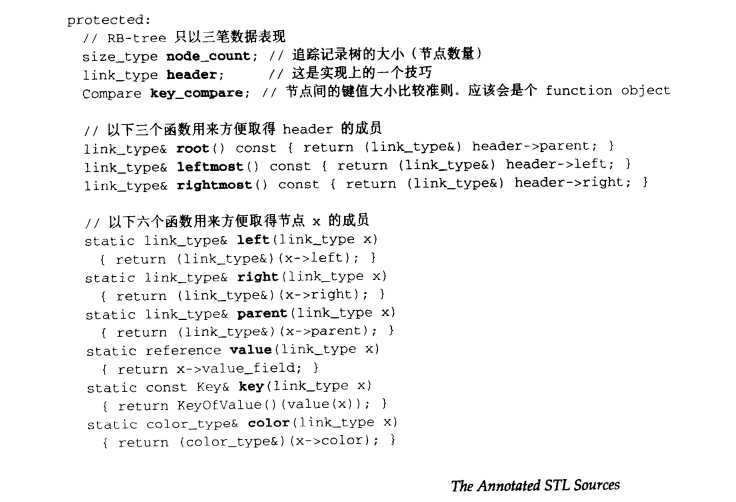 protected:
// RB-tree 只以三笔数据表现
size_type node_count; // 追踪记录树的大小（节点数量）
link_type header; // 这是实现上的一个技巧
Compare key_compare; // 节点间的键值大小比较准则. 应该会是个 function object
// 以下三个函数用来方便取得 header 的成员
link_type& root() const { return (link_type&) header->parent; }
link_type& leftmost() const { return (link_type&) header->left; }
link_type& rightmost() const { return (link_type&) header->right; }
// 以下六个函数用来方便取得节点 x 的成员
static link_type& left(link_type x)
{ return (link_type&)(x->left); }
static link_type& right(link_type x)
{ return (link_type&)(x->right); }
static link_type& parent(link_type x)
{ return (link_type&)(x->parent); }
static reference value(link_type x)
{ return x->value_field; }
static const Key& key(link_type x)
{ return KeyOfValue()(value(x)); }
static color_type& color(link_type x)
{ return (color_type&)(x->color); }
The Annotated STL Sources